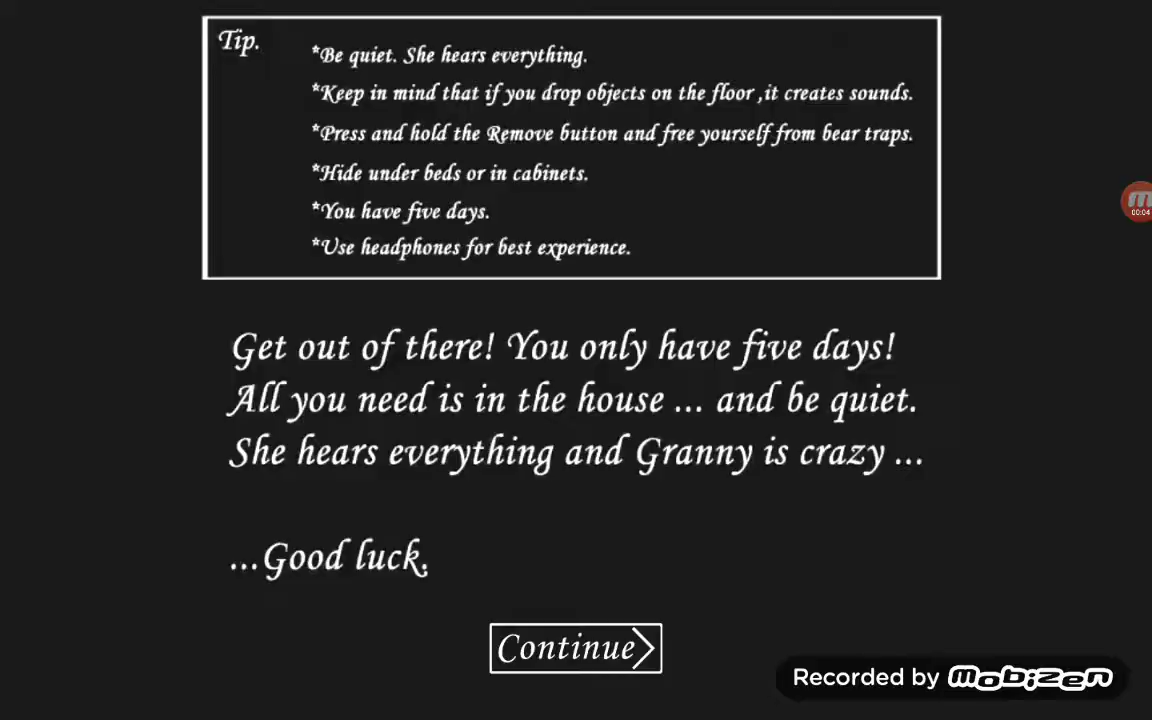 Tip.
*Be quiet. She hears everything.
*Keep in mind that if you drop objects on the floor ,it creates sounds.
*Press and hold the Remove button and free yourself from bear traps.
*Hide under beds or in cabinets.
*You have five days.
*Use headphones for best experience.
00:04
Get out of there! You only have five days!
All you need is in the house ... and be quiet.
She hears everything and Granny is crazy ...
...Good luck.
Continue
Recorded by mobizen